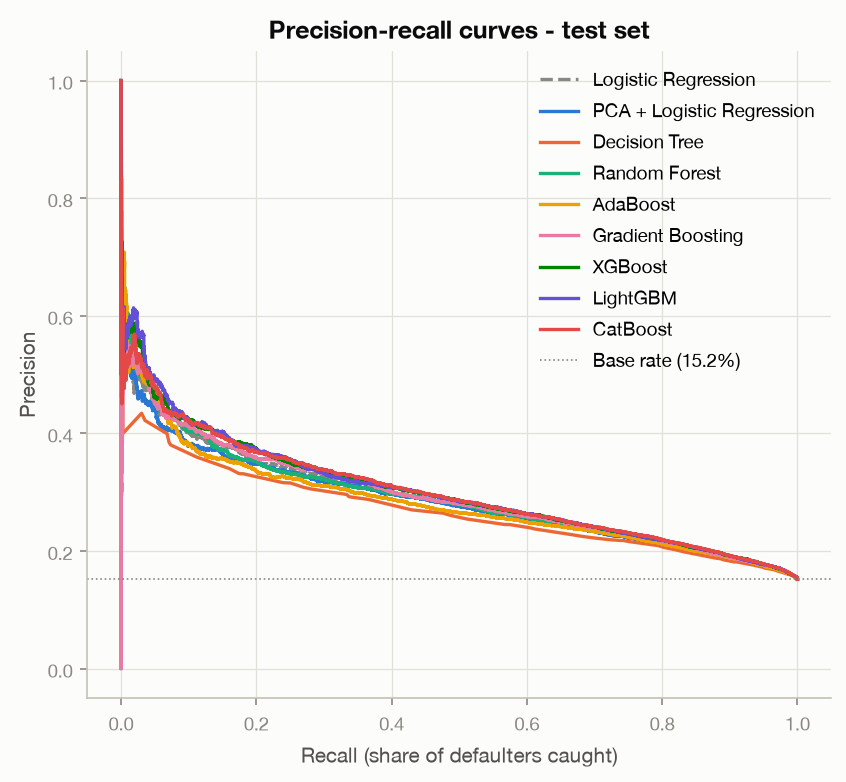 Precision-recall curves - test set
Logistic Regression
PCA + Logistic Regression
Decision Tree
Random Forest
AdaBoost
Gradient Boosting
XGBoost
LightGBM
CatBoost
Base rate (15.2%)
Precision
1.0
0.8
0.6
0.4
0.2
0.0
0.0 0.2 0.4 0.6 0.8 1.0
Recall (share of defaulters caught)